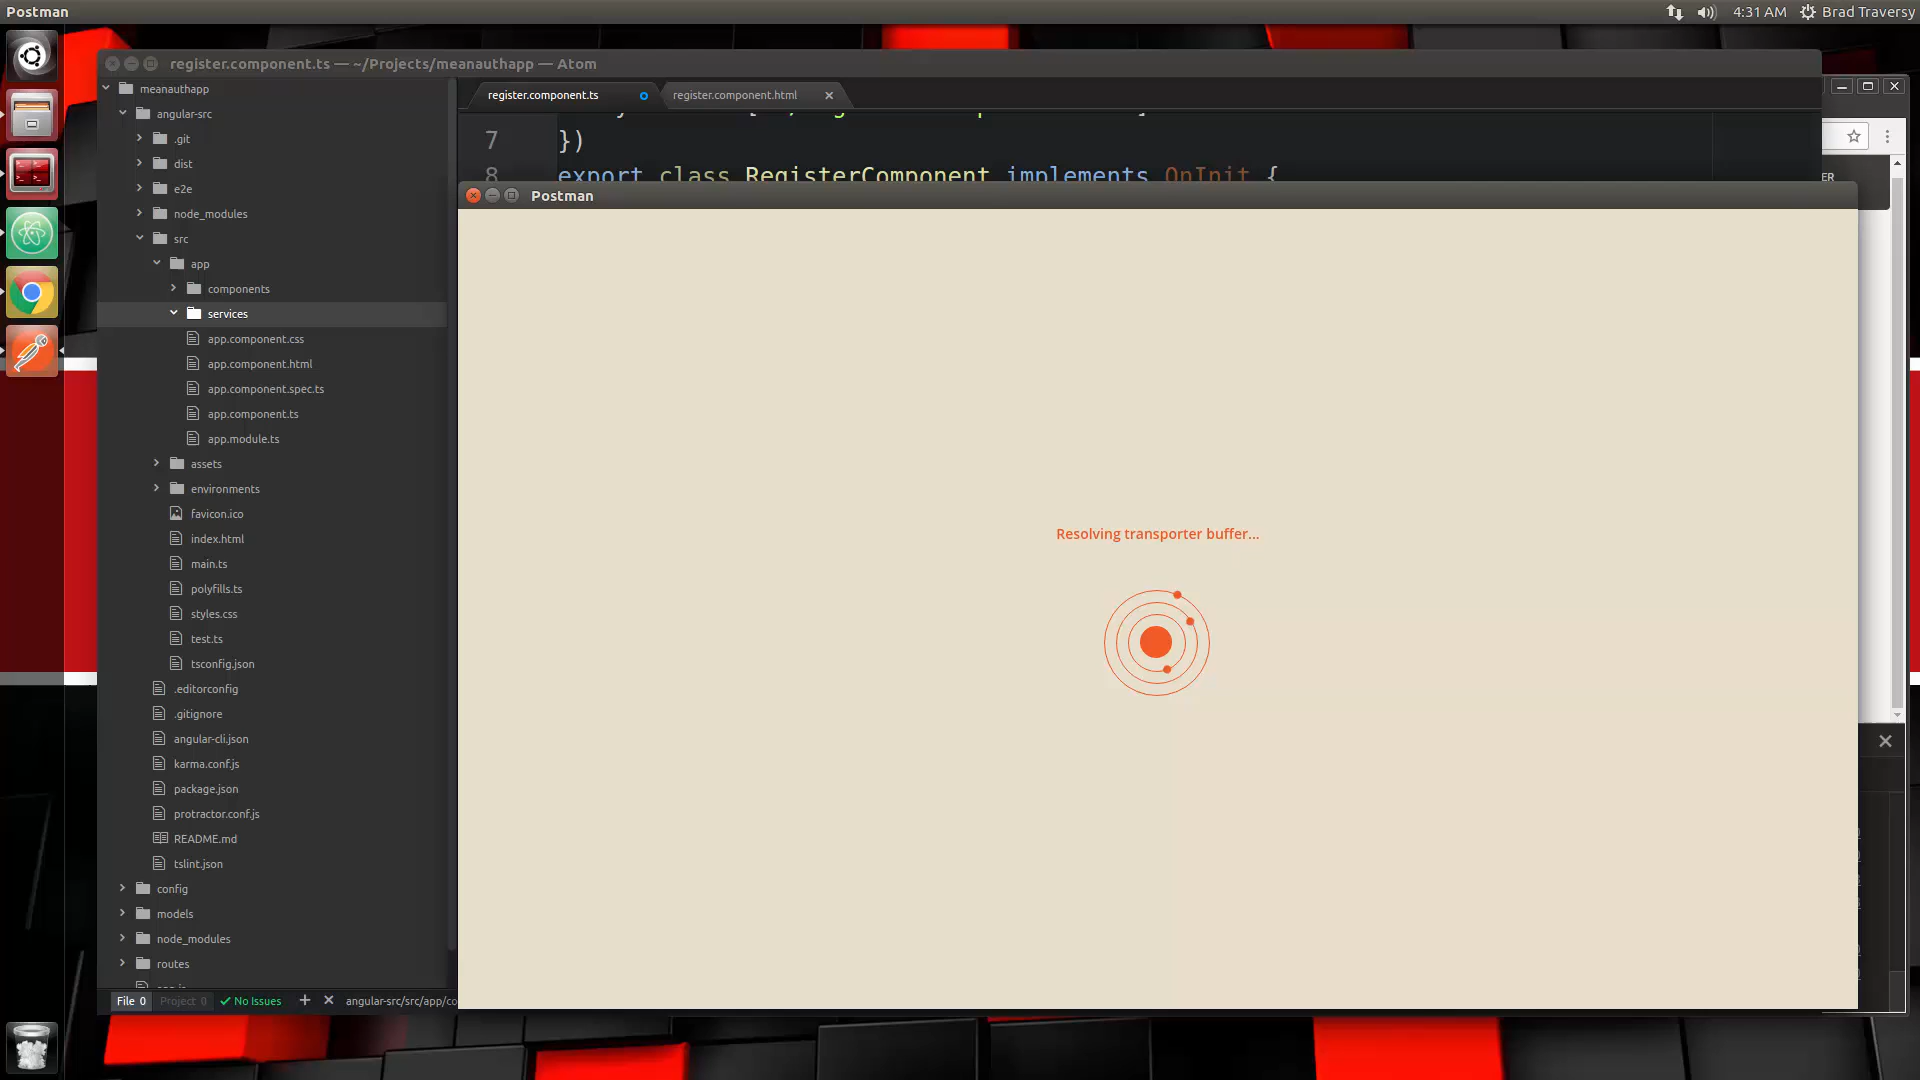 Postman
4:31 AM
Brad Traversy
register.component.ts — ~/Projects/meanauthapp — Atom
meanauthapp
angular-src
.git
dist
e2e
node_modules
src
app
components
services
app.component.css
app.component.html
app.component.spec.ts
app.component.ts
app.module.ts
assets
environments
favicon.ico
index.html
main.ts
polyfills.ts
styles.css
test.ts
tsconfig.json
.editorconfig
.gitignore
angular-cli.json
karma.conf.js
package.json
protractor.conf.js
README.md
tslint.json
config
models
node_modules
routes
register.component.ts
register.component.html
7 })
8 export class RegisterComponent implements OnInit {
ER
Postman
Resolving transporter buffer...
File 0
Project 0
No Issues
angular-src/src/app/co